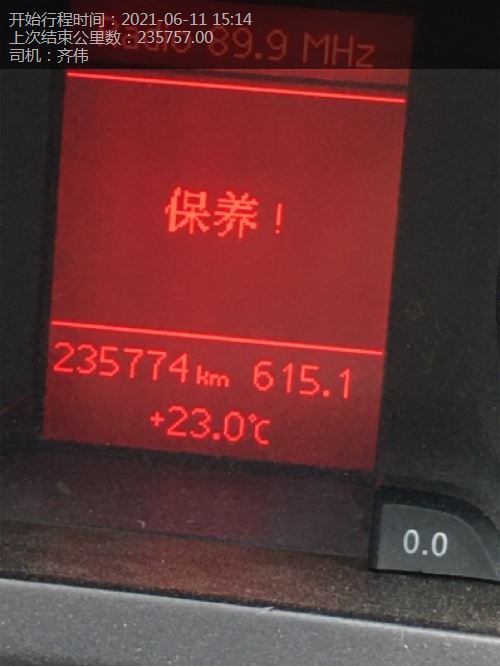 开始行程时间：2021-06-11 15:14
上次结束公里数：235757.00
司机：齐伟
Radio 89.9 MHz
保养！
235774 km 615.1
+23.0℃
0.0